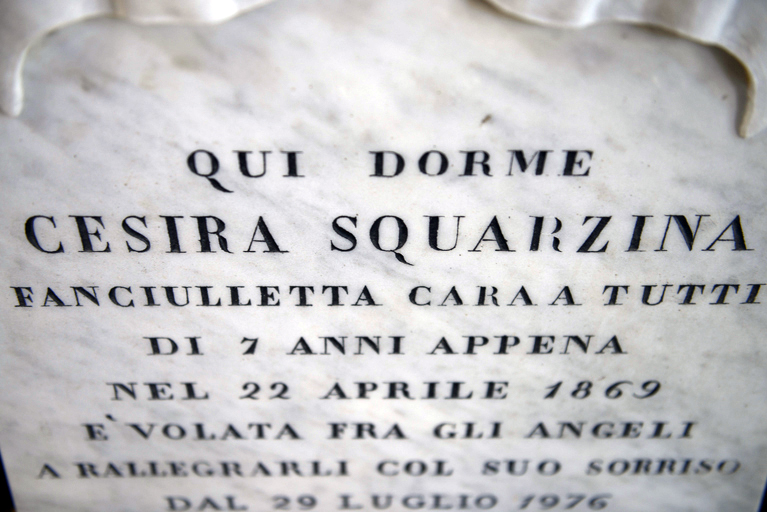 QUI DORME
CESIRA SQUARZINA
FANCIULLETTA CARA A TUTTI
DI 7 ANNI APPENA
NEL 22 APRILE 1869
E' VOLATA FRA GLI ANGELI
A RALLEGRARLI COL SUO SORRISO
DAL 29 LUGLIO 1976